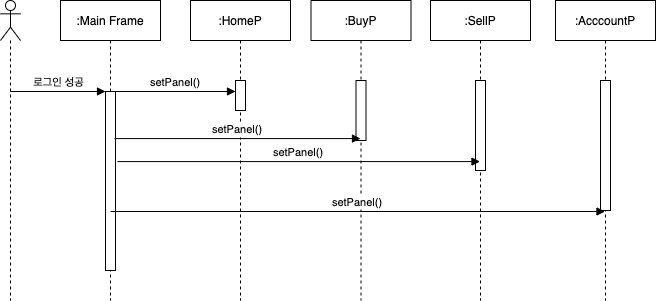 :Main Frame
:HomeP
:BuyP
:SellP
:AcccountP
로그인 성공
setPanel()
setPanel()
setPanel()
setPanel()